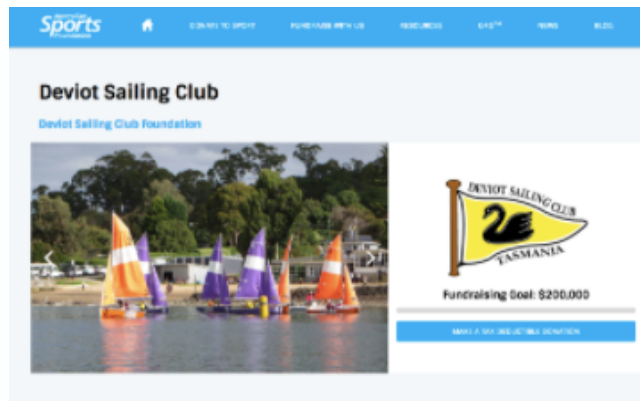 Sports
DONATE TO SPORT
FUNDRAISE WITH US
RESOURCES
NEWS
BLOG
Deviot Sailing Club
Deviot Sailing Club Foundation
DEVIOT SAILING CLUB
TASMANIA
Fundraising Goal: $200,000
MAKE A TAX DEDUCTIBLE DONATION